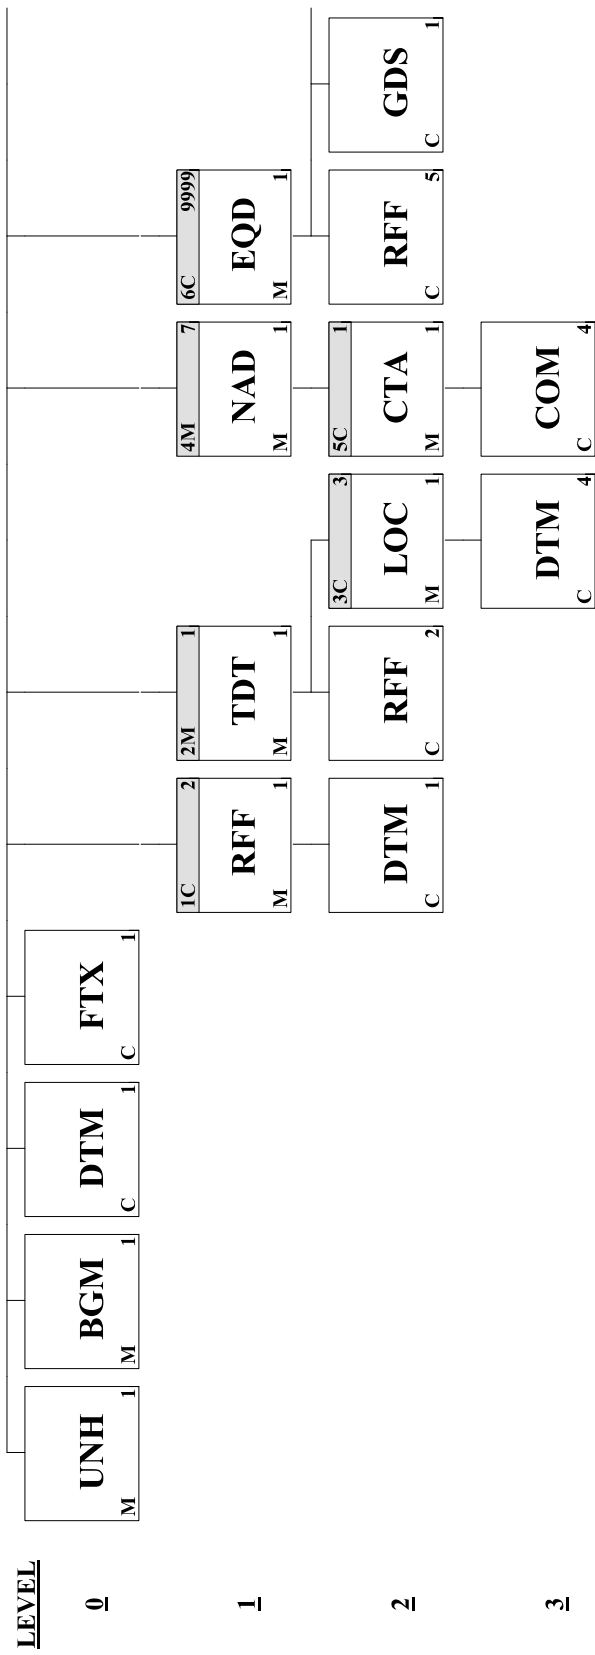 LEVEL
0
UNH
M 1
BGM
M 1
DTM
C 1
FTX
C 1
1
1C 2
RFF
M 1
2M 1
TDT
M 1
4M 7
NAD
M 1
6C 9999
EQD
M 1
2
DTM
C 1
RFF
C 2
3C 3
LOC
M 1
5C 1
CTA
M 1
RFF
C 5
GDS
C 1
3
DTM
C 4
COM
C 4